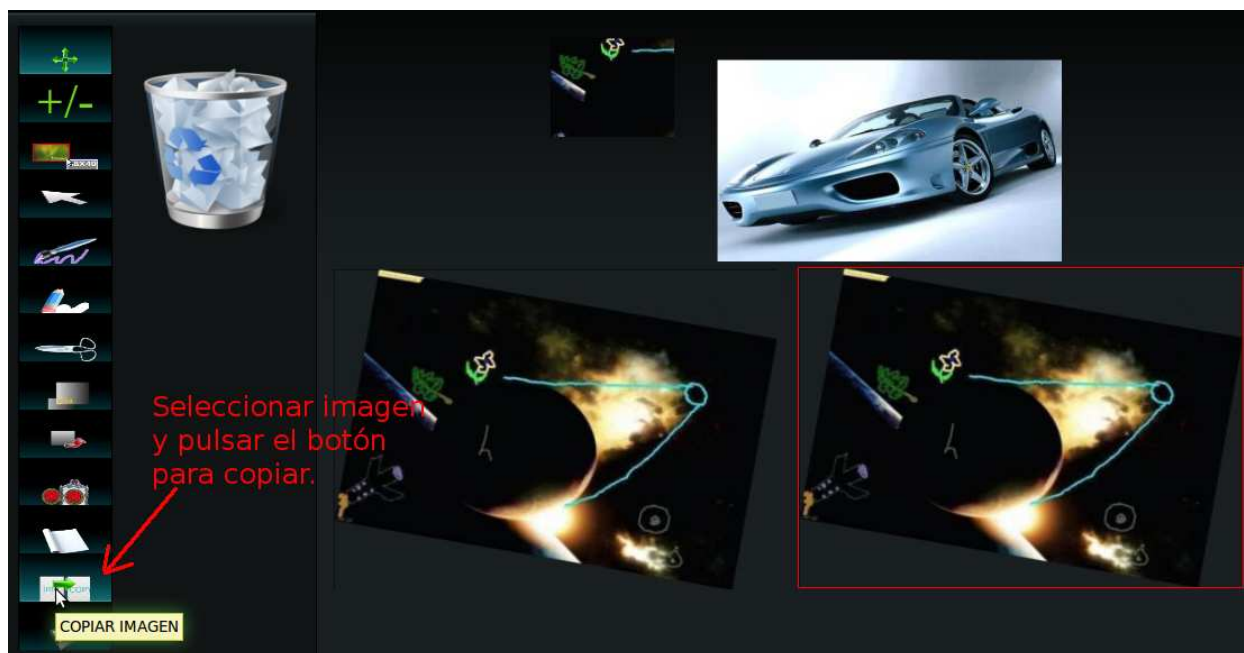 +/-
Seleccionar imagen
y pulsar el botón
para copiar.
COPIAR IMAGEN